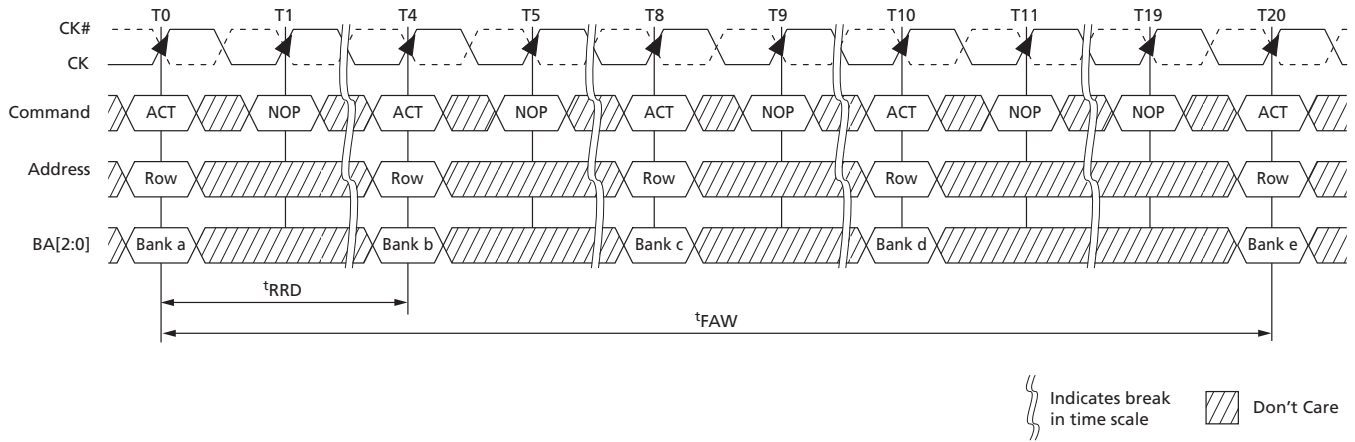 T0 T1 T4 T5 T8 T9 T10 T11 T19 T20
CK#
CK
Command ACT NOP ACT NOP ACT NOP ACT NOP NOP ACT
Address Row Row Row Row Row
BA[2:0] Bank a Bank b Bank c Bank d Bank e
tRRD
tFAW
Indicates break
in time scale
Don't Care